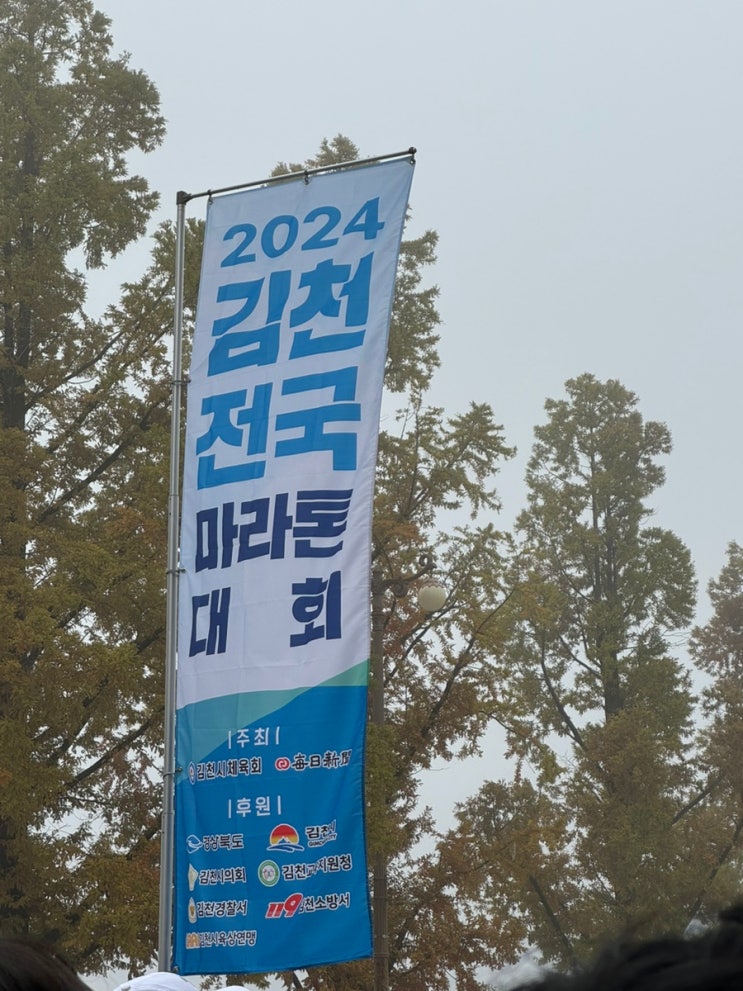 2024
김천
전국
마라론
대 회
|주최|
김천시체육회 每日新聞
|후원|
경상북도 김천시
김천시의회 김천교육지원청
김천경찰서 119 김천소방서
김천시육상연맹